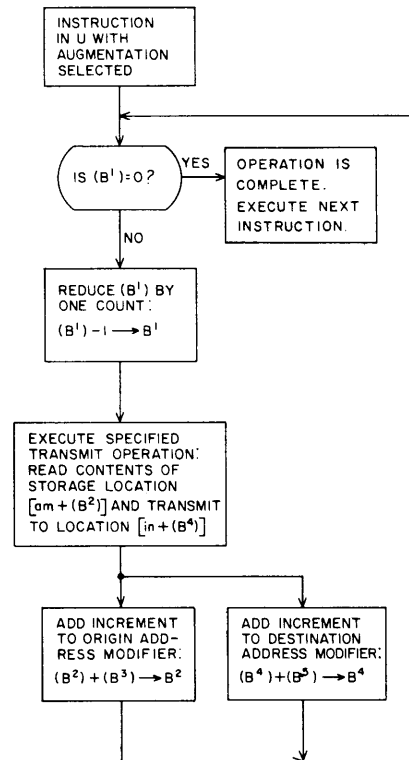 INSTRUCTION
IN U WITH
AUGMENTATION
SELECTED
IS (B¹)=0?
YES
OPERATION IS
COMPLETE.
EXECUTE NEXT
INSTRUCTION.
NO
REDUCE (B¹) BY
ONE COUNT:
(B¹)-1 → B¹
EXECUTE SPECIFIED
TRANSMIT OPERATION:
READ CONTENTS OF
STORAGE LOCATION
[am+(B²)] AND TRANSMIT
TO LOCATION [in+(B⁴)]
ADD INCREMENT
TO ORIGIN AD-
DRESS MODIFIER:
(B²)+(B³) → B²
ADD INCREMENT
TO DESTINATION
ADDRESS MODIFIER:
(B⁴)+(B⁵) → B⁴